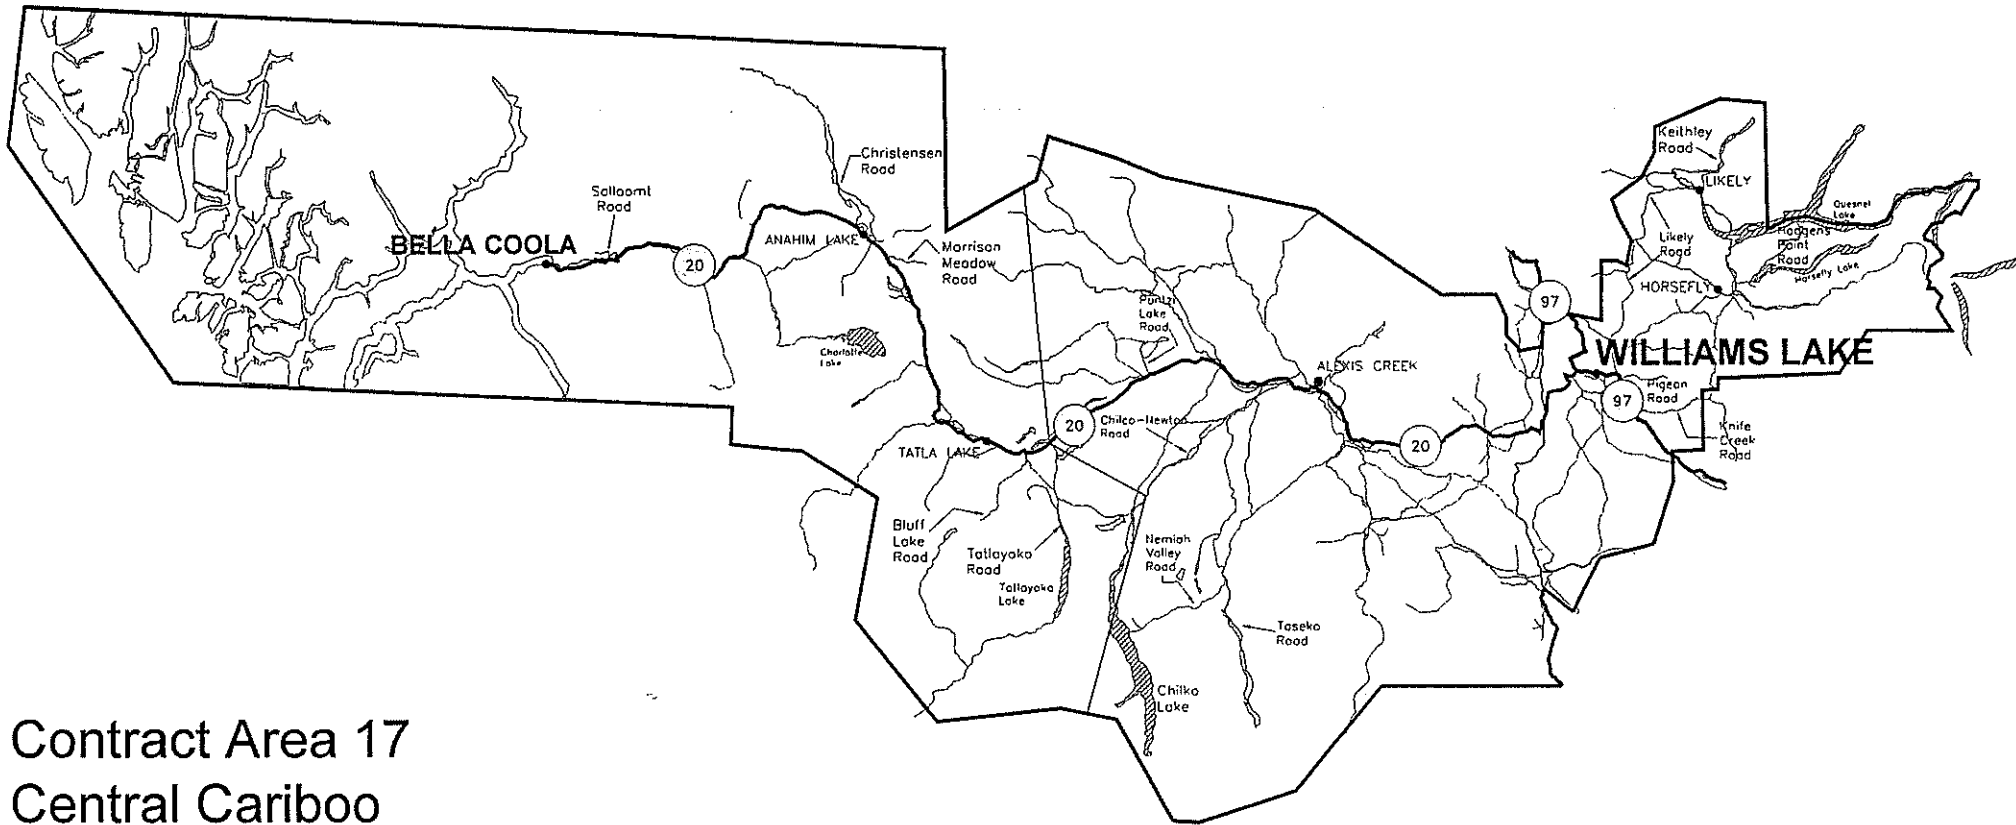 Keithley
Road
LIKELY
Quesnel
Lake
Haggens
Point
Road
Likely
Road
Horsefly Lake
HORSEFLY
Christensen
Road
Salloomt
Road
BELLA COOLA
20
ANAHIM LAKE
Morrison
Meadow
Road
Puntzi
Lake
Road
97
Charlotte
Lake
WILLIAMS LAKE
ALEXIS CREEK
Pigeon
Road
97
20
Chilco-Newton
Road
Knife
Creek
Road
20
TATLA LAKE
Bluff
Lake
Road
Tatlayoko
Road
Tatlayoko
Lake
Nemiah
Valley
Road
Taseko
Road
Chilko
Lake
Contract Area 17
Central Cariboo